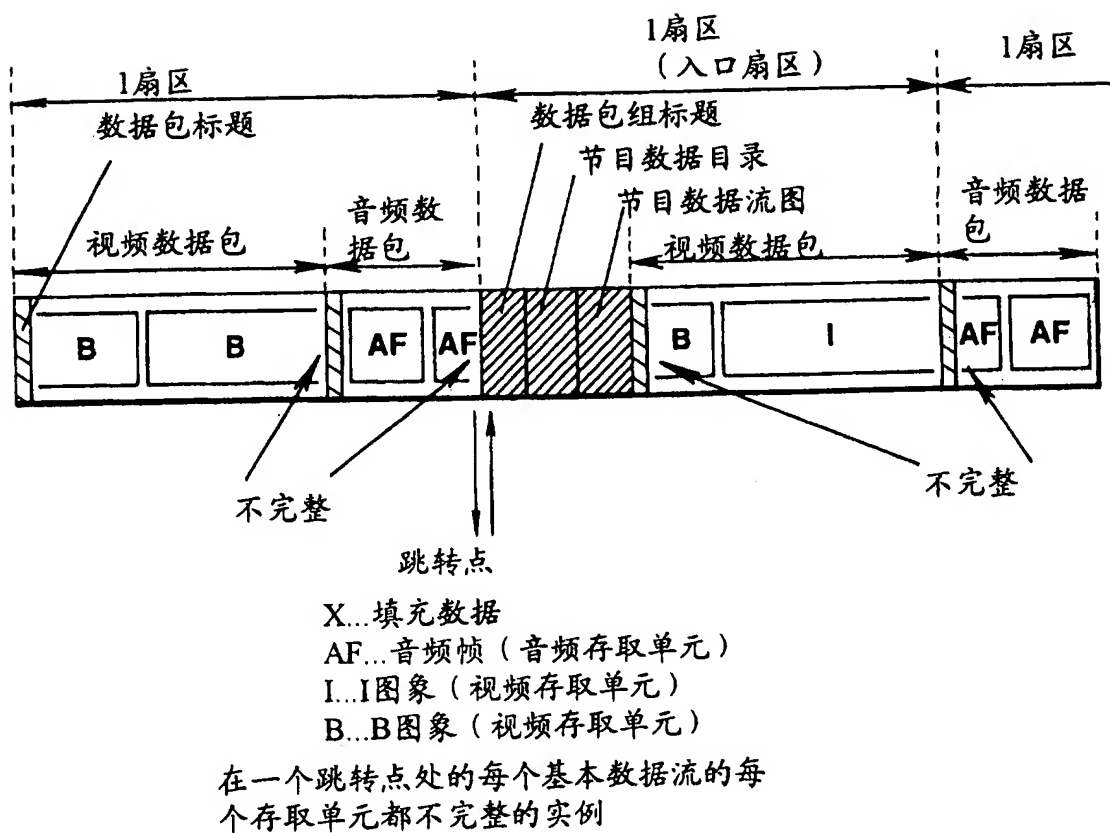 1扇区
1扇区
(入口扇区)
1扇区
数据包标题
数据包组标题
节目数据目录
节目数据流图
视频数据包
音频数
据包
视频数据包
音频数据
包
B
B
AF
AF
B
I
AF
AF
不完整
不完整
跳转点
X...填充数据
AF...音频帧(音频存取单元)
I...I图象(视频存取单元)
B...B图象(视频存取单元)
在一个跳转点处的每个基本数据流的每
个存取单元都不完整的实例